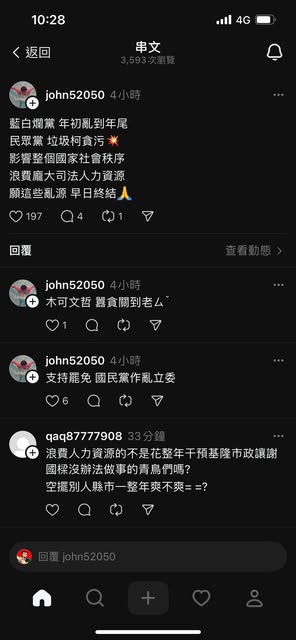 10:28
4G
返回
串文
3,593次瀏覽
john52050 4小時
藍白爛黨 年初亂到年尾
民眾黨 垃圾柯貪污💥
影響整個國家社會秩序
浪費龐大司法人力資源
願這些亂源 早日終結🙏
197
4
1
回覆
查看動態
john52050 4小時
木可文哲 囂貪關到老ㄙˇ
1
john52050 4小時
支持罷免 國民黨作亂立委
6
qaq87777908 33分鐘
浪費人力資源的不是花整年干預基隆市政讓謝
國樑沒辦法做事的青鳥們嗎?
空擺別人縣市一整年爽不爽= =?
回覆 john52050